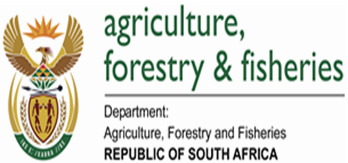 agriculture,
forestry & fisheries
Department:
Agriculture, Forestry and Fisheries
REPUBLIC OF SOUTH AFRICA